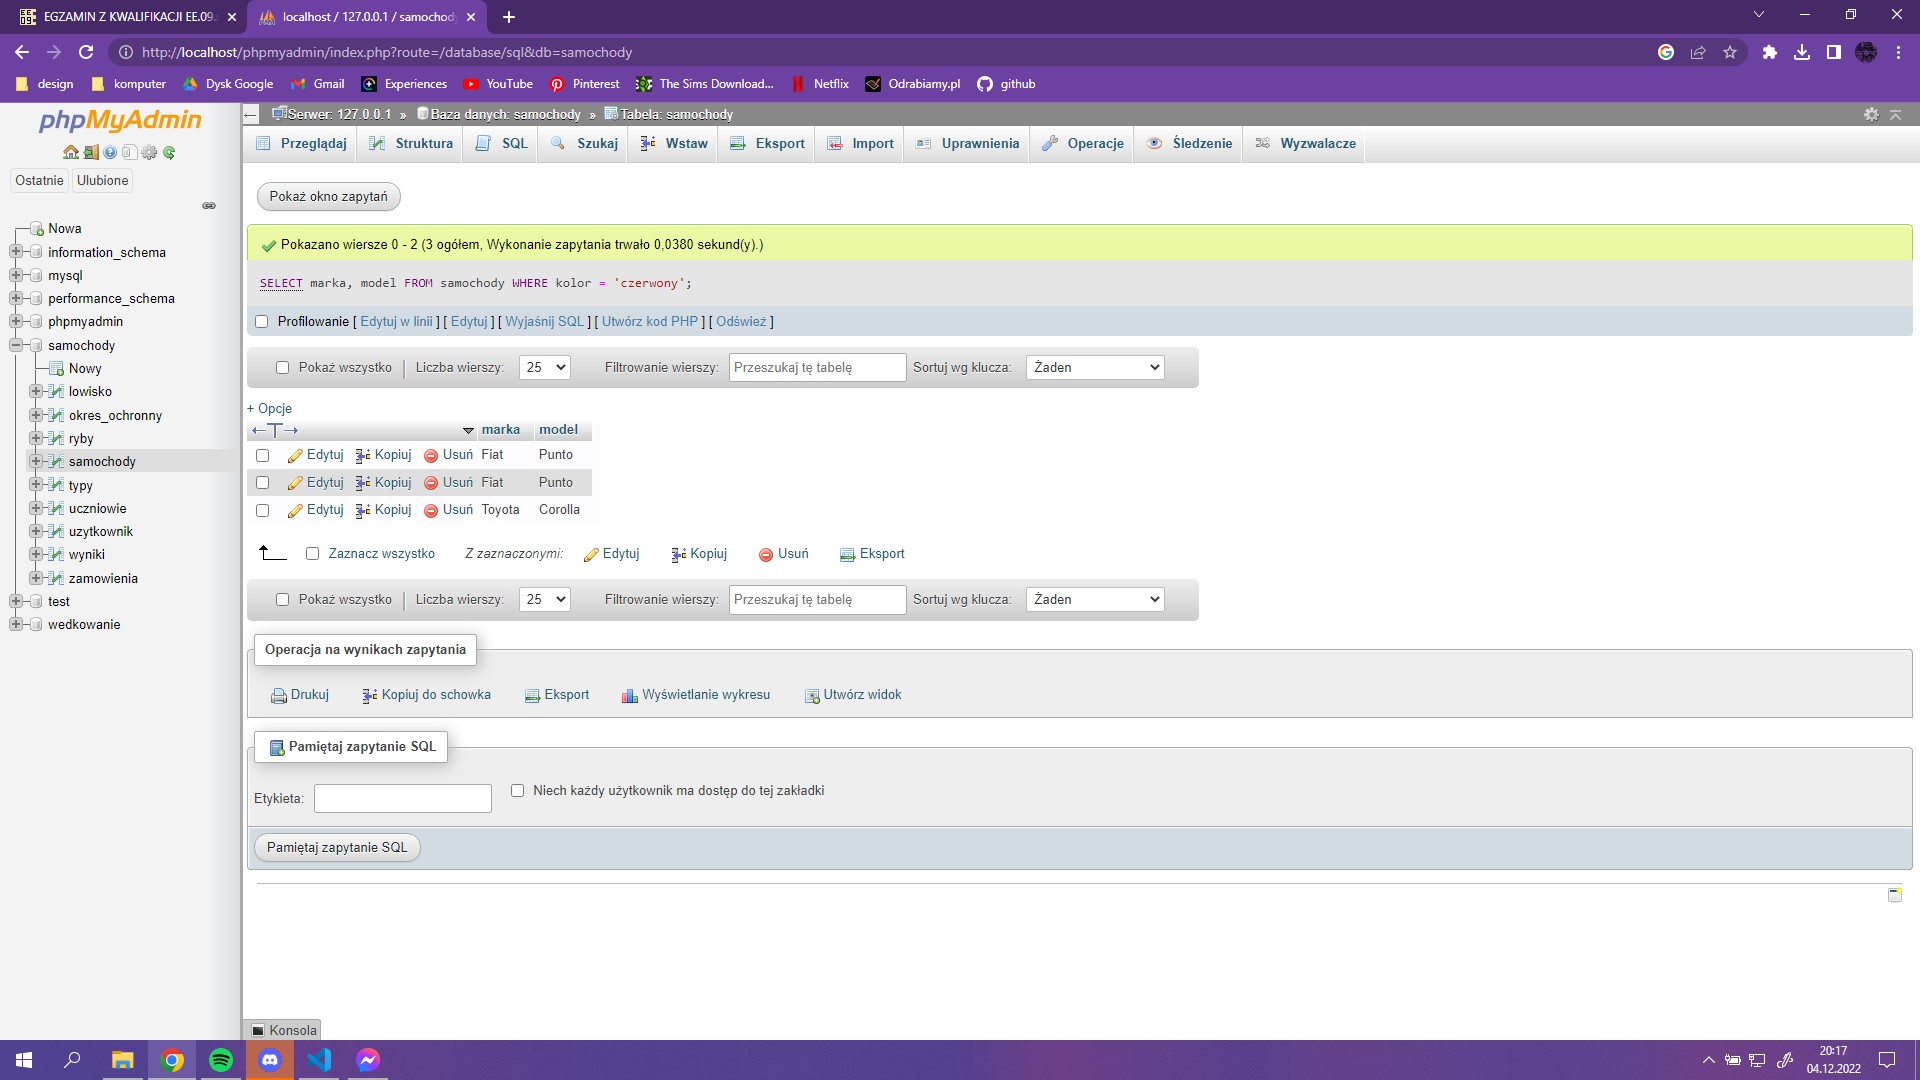 EGZAMIN Z KWALIFIKACJI EE.09
localhost / 127.0.0.1 / samochody
http://localhost/phpmyadmin/index.php?route=/database/sql&db=samochody
design komputer Dysk Google Gmail Experiences YouTube Pinterest The Sims Download... Netflix Odrabiamy.pl github
phpMyAdmin
Ostatnie Ulubione
Nowa
information_schema
mysql
performance_schema
phpmyadmin
samochody
Nowy
lowisko
okres_ochronny
ryby
samochody
typy
uczniowie
uzytkownik
wyniki
zamowienia
test
wedkowanie
Serwer: 127.0.0.1 » Baza danych: samochody » Tabela: samochody
Przeglądaj Struktura SQL Szukaj Wstaw Eksport Import Uprawnienia Operacje Śledzenie Wyzwalacze
Pokaż okno zapytań
Pokazano wiersze 0 - 2 (3 ogółem, Wykonanie zapytania trwało 0,0380 sekund(y).)
SELECT marka, model FROM samochody WHERE kolor = 'czerwony';
Profilowanie [ Edytuj w linii ] [ Edytuj ] [ Wyjaśnij SQL ] [ Utwórz kod PHP ] [ Odśwież ]
Pokaż wszystko Liczba wierszy: 25 Filtrowanie wierszy: Przeszukaj tę tabelę Sortuj wg klucza: Żaden
+ Opcje
←T→ marka model
Edytuj Kopiuj Usuń Fiat Punto
Edytuj Kopiuj Usuń Fiat Punto
Edytuj Kopiuj Usuń Toyota Corolla
Zaznacz wszystko Z zaznaczonymi: Edytuj Kopiuj Usuń Eksport
Pokaż wszystko Liczba wierszy: 25 Filtrowanie wierszy: Przeszukaj tę tabelę Sortuj wg klucza: Żaden
Operacja na wynikach zapytania
Drukuj Kopiuj do schowka Eksport Wyświetlanie wykresu Utwórz widok
Pamiętaj zapytanie SQL
Etykieta: Niech każdy użytkownik ma dostęp do tej zakładki
Pamiętaj zapytanie SQL
Konsola
20:17
04.12.2022